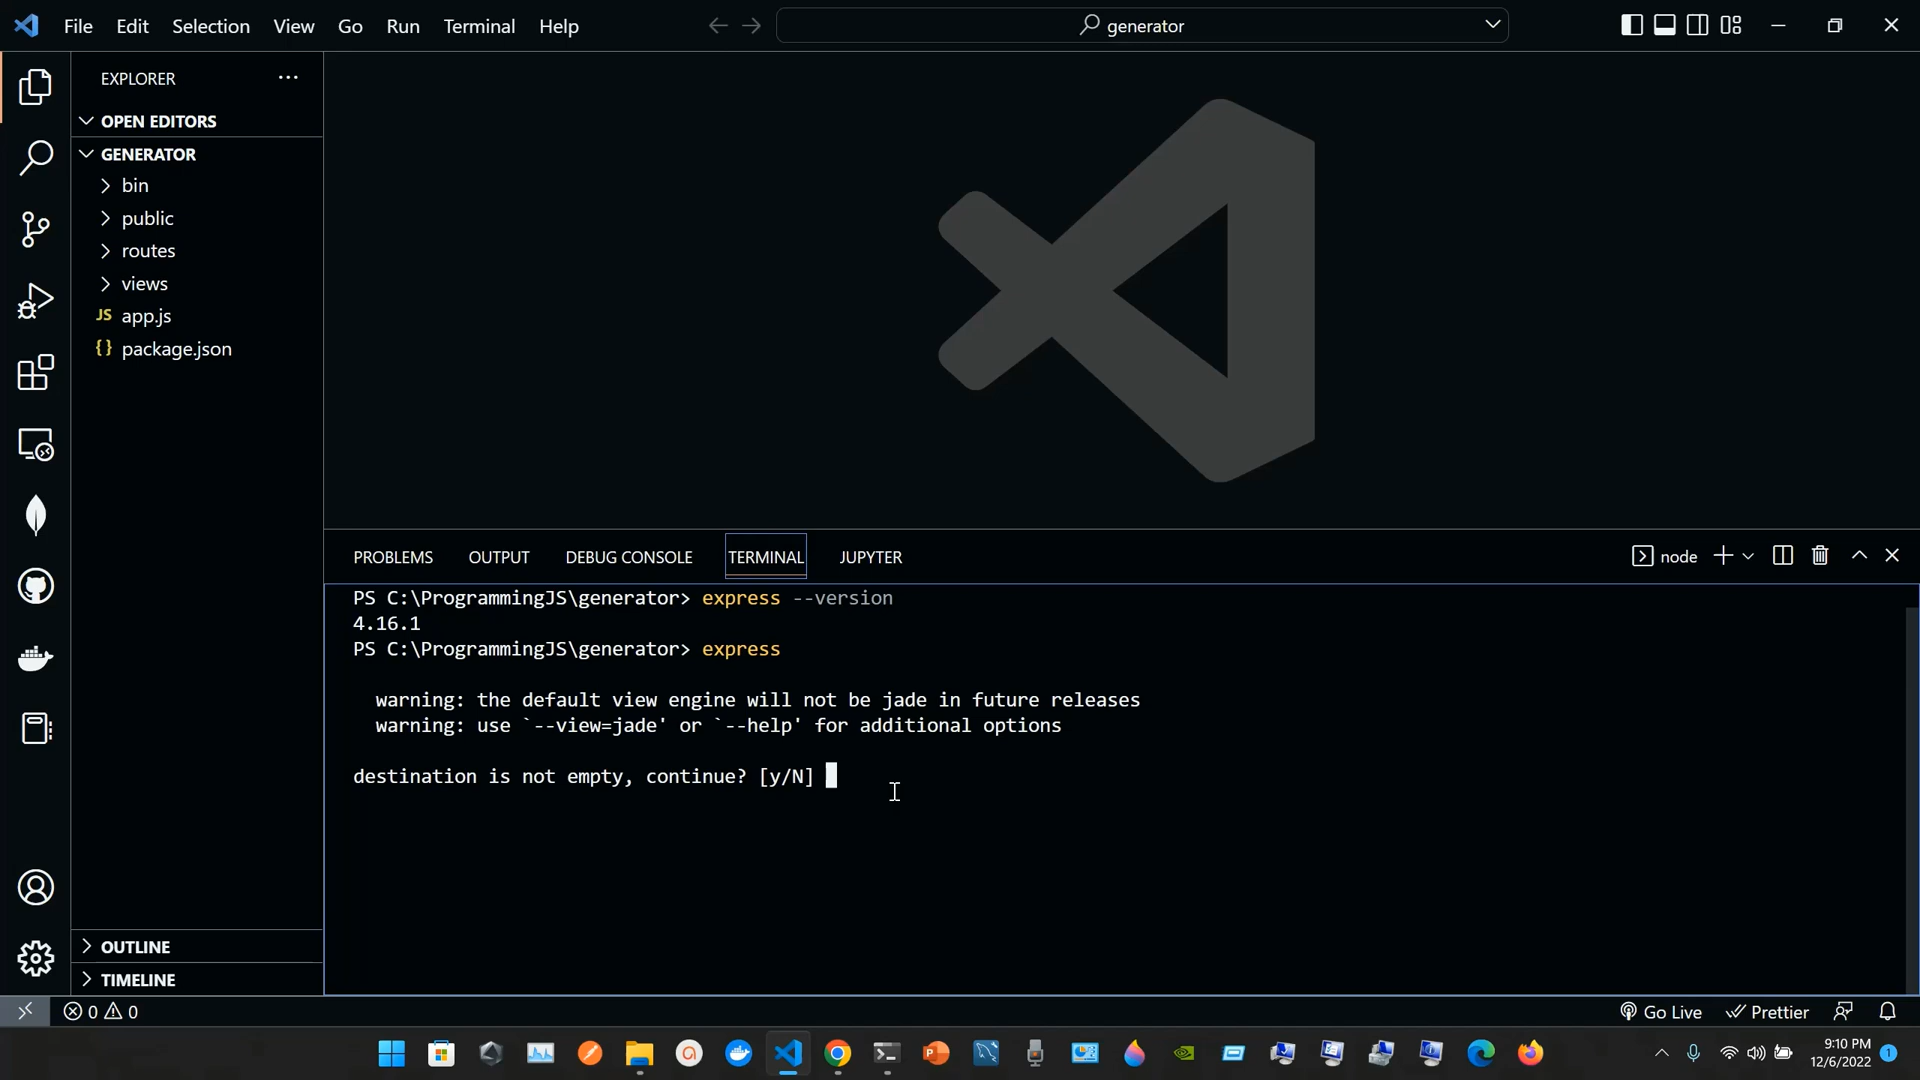 File Edit Selection View Go Run Terminal Help
generator
EXPLORER
OPEN EDITORS
GENERATOR
bin
public
routes
views
JS app.js
{} package.json
OUTLINE
TIMELINE
PROBLEMS OUTPUT DEBUG CONSOLE TERMINAL JUPYTER
node
PS C:\ProgrammingJS\generator> express --version
4.16.1
PS C:\ProgrammingJS\generator> express
warning: the default view engine will not be jade in future releases
warning: use `--view=jade' or `--help' for additional options
destination is not empty, continue? [y/N]
0 0
Go Live Prettier
9:10 PM
12/6/2022
1